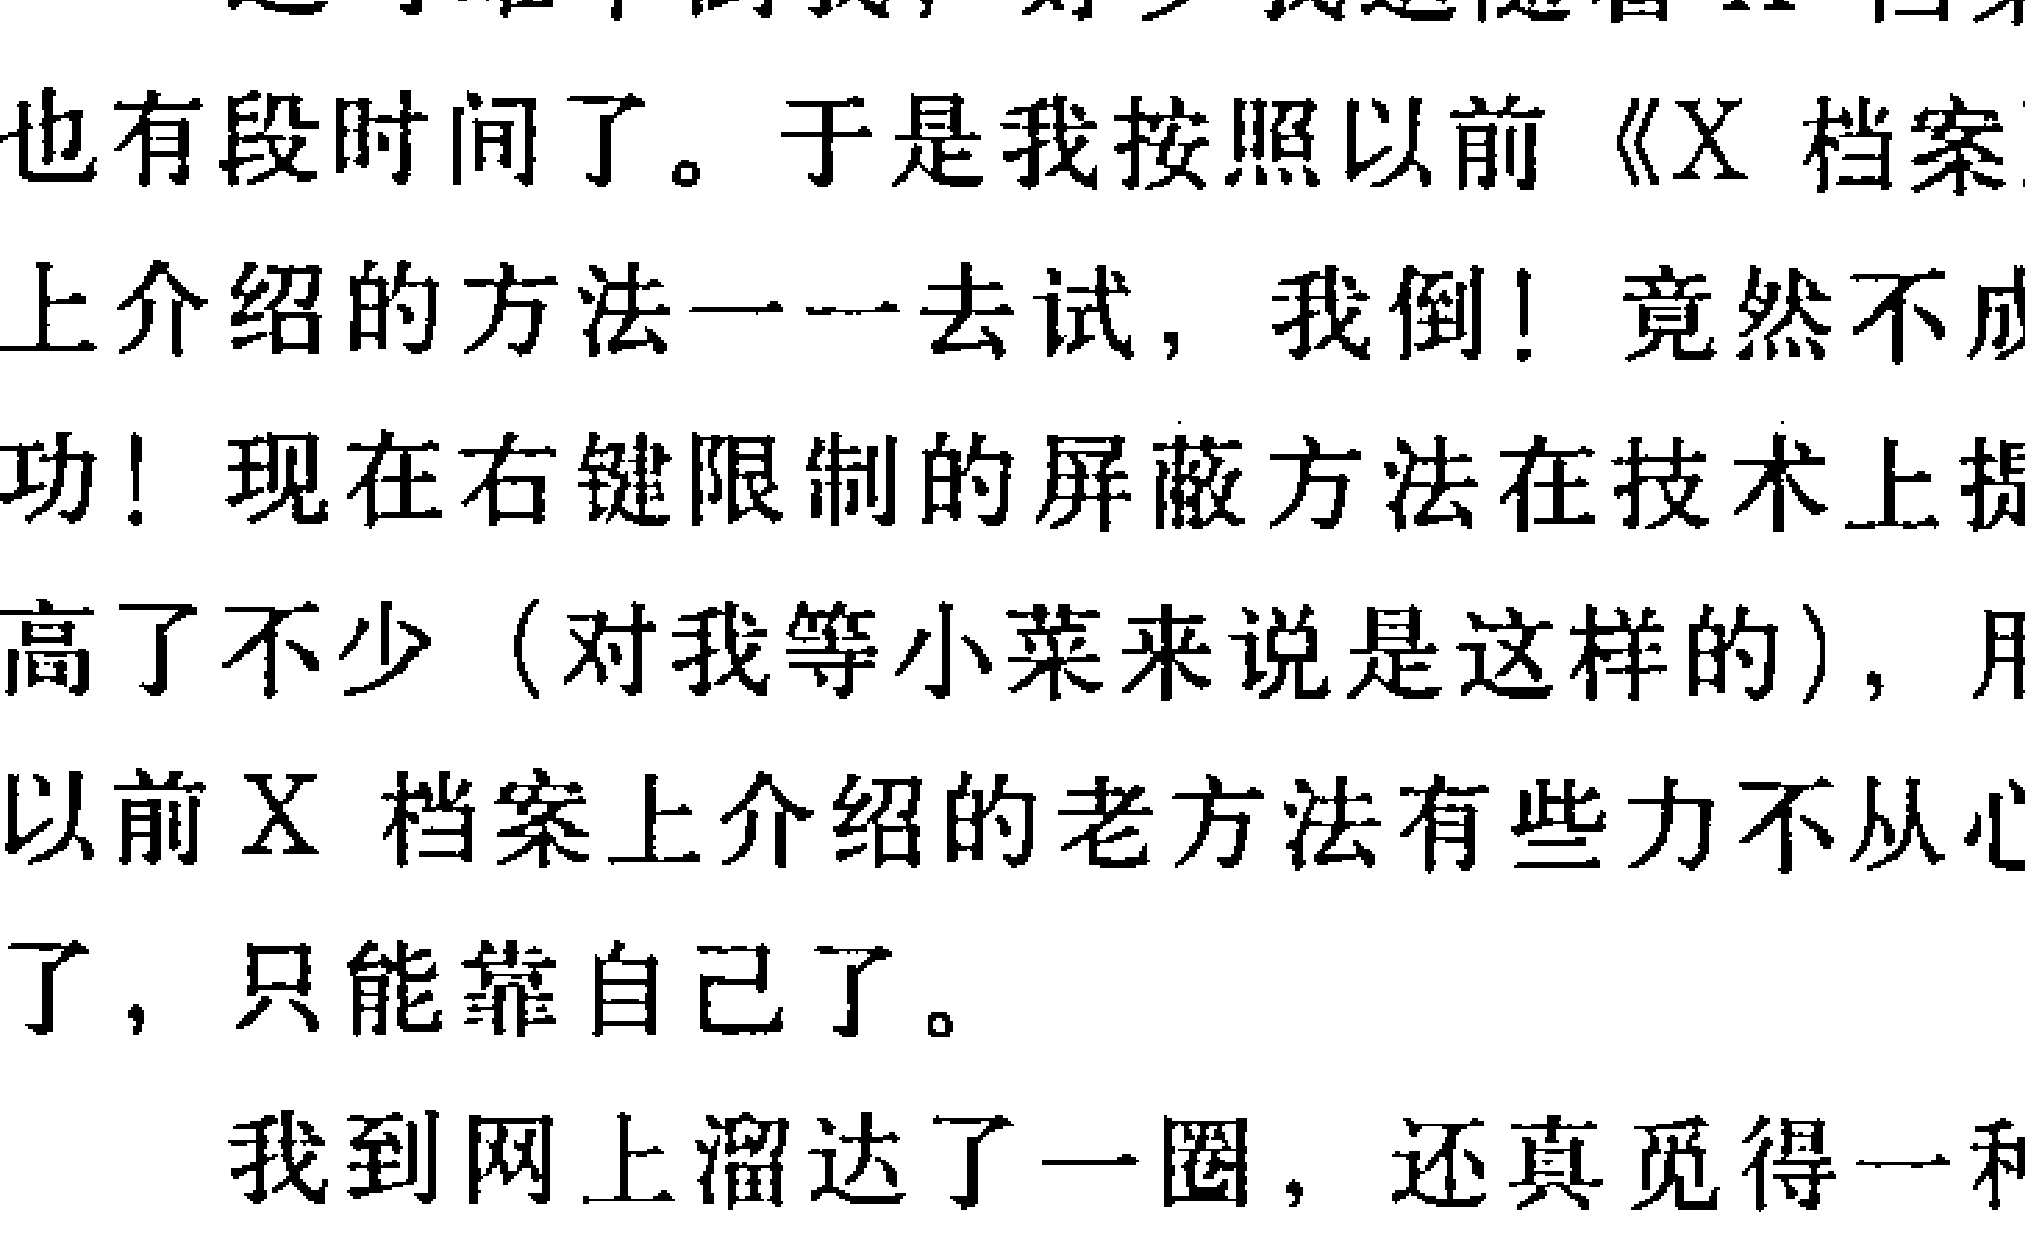 也有段时间了。于是我按照以前《X 档案
上介绍的方法一一去试，我倒！竟然不成
功！现在右键限制的屏蔽方法在技术上提
高了不少（对我等小菜来说是这样的），用
以前 X 档案上介绍的老方法有些力不从心
了，只能靠自己了。
我到网上溜达了一圈，还真觅得一种